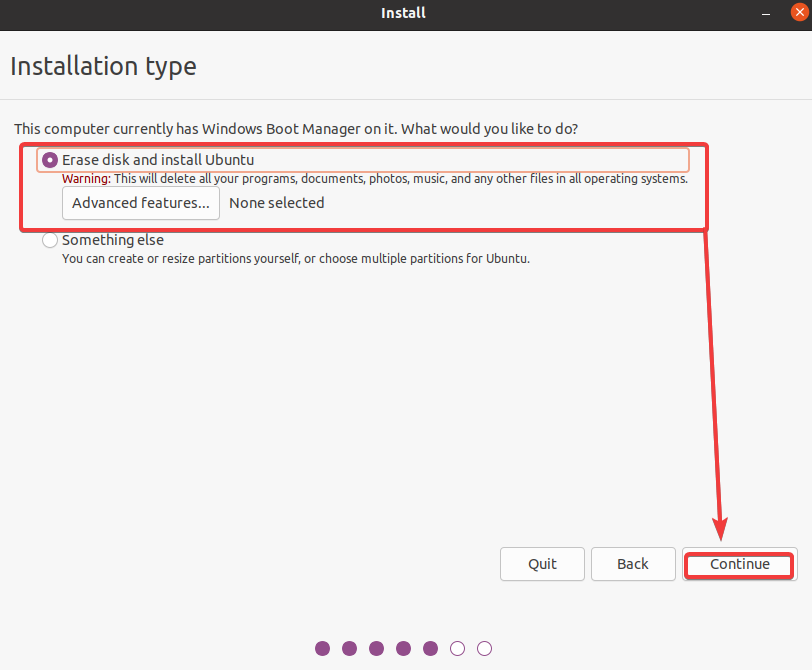 Install
Installation type
This computer currently has Windows Boot Manager on it. What would you like to do?
Erase disk and install Ubuntu
Warning: This will delete all your programs, documents, photos, music, and any other files in all operating systems.
Advanced features... None selected
Something else
You can create or resize partitions yourself, or choose multiple partitions for Ubuntu.
Quit Back Continue